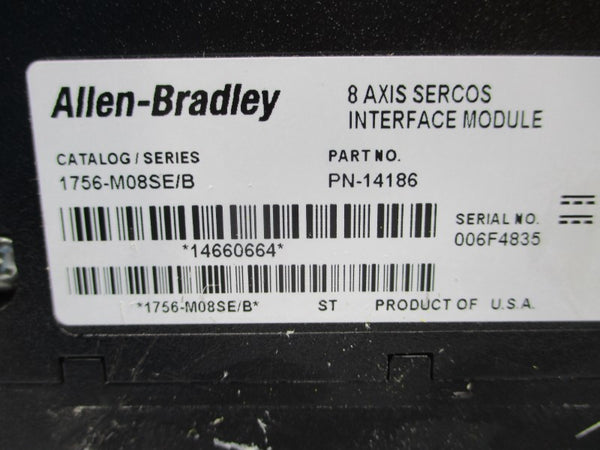 Allen-Bradley
8 AXIS SERCOS
INTERFACE MODULE
CATALOG / SERIES
1756-M08SE/B
PART NO.
PN-14186
SERIAL NO.
006F4835
*14660664*
*1756-M08SE/B*
ST
PRODUCT OF U.S.A.